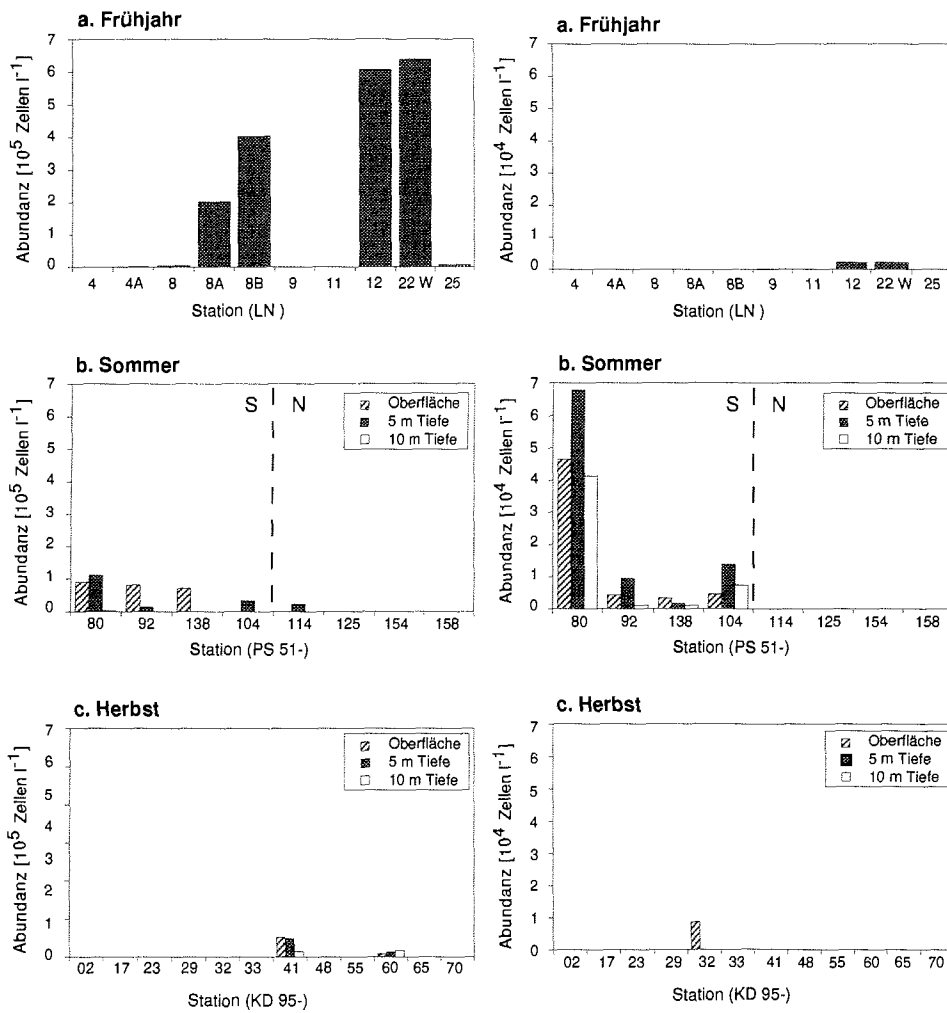 a. Frühjahr
Abundanz [10⁵ Zellen l⁻¹]
7
6
5
4
3
2
1
0
4 4A 8 8A 8B 9 11 12 22 W 25
Station (LN )
a. Frühjahr
Abundanz [10⁴ Zellen l⁻¹]
7
6
5
4
3
2
1
0
4 4A 8 8A 8B 9 11 12 22 W 25
Station (LN )
b. Sommer
Abundanz [10⁵ Zellen l⁻¹]
7
6
5
4
3
2
1
0
S N
Oberfläche
5 m Tiefe
10 m Tiefe
80 92 138 104 114 125 154 158
Station (PS 51-)
b. Sommer
Abundanz [10⁴ Zellen l⁻¹]
7
6
5
4
3
2
1
0
S N
Oberfläche
5 m Tiefe
10 m Tiefe
80 92 138 104 114 125 154 158
Station (PS 51-)
c. Herbst
Abundanz [10⁵ Zellen l⁻¹]
7
6
5
4
3
2
1
0
Oberfläche
5 m Tiefe
10 m Tiefe
02 17 23 29 32 33 41 48 55 60 65 70
Station (KD 95-)
c. Herbst
Abundanz [10⁴ Zellen l⁻¹]
7
6
5
4
3
2
1
0
Oberfläche
5 m Tiefe
10 m Tiefe
02 17 23 29 32 33 41 48 55 60 65 70
Station (KD 95-)